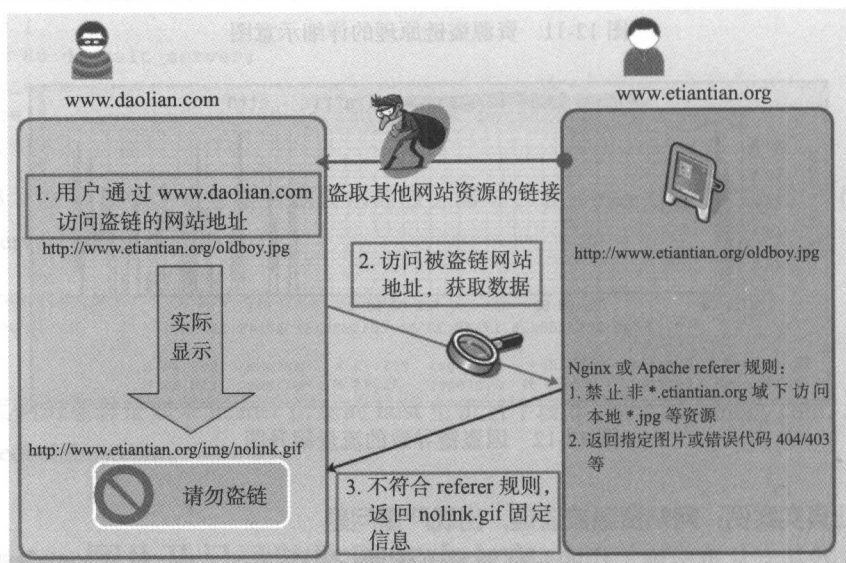 www.daolian.com
www.etiantian.org
1. 用户通过 www.daolian.com
访问盗链的网站地址
http://www.etiantian.org/oldboy.jpg
盗取其他网站资源的链接
http://www.etiantian.org/oldboy.jpg
2. 访问被盗链网站
地址，获取数据
实际
显示
Nginx 或 Apache referer 规则：
1. 禁止非 *.etiantian.org 域下访问
本地 *.jpg 等资源
2. 返回指定图片或错误代码 404/403
等
http://www.etiantian.org/img/nolink.gif
请勿盗链
3. 不符合 referer 规则，
返回 nolink.gif 固定
信息